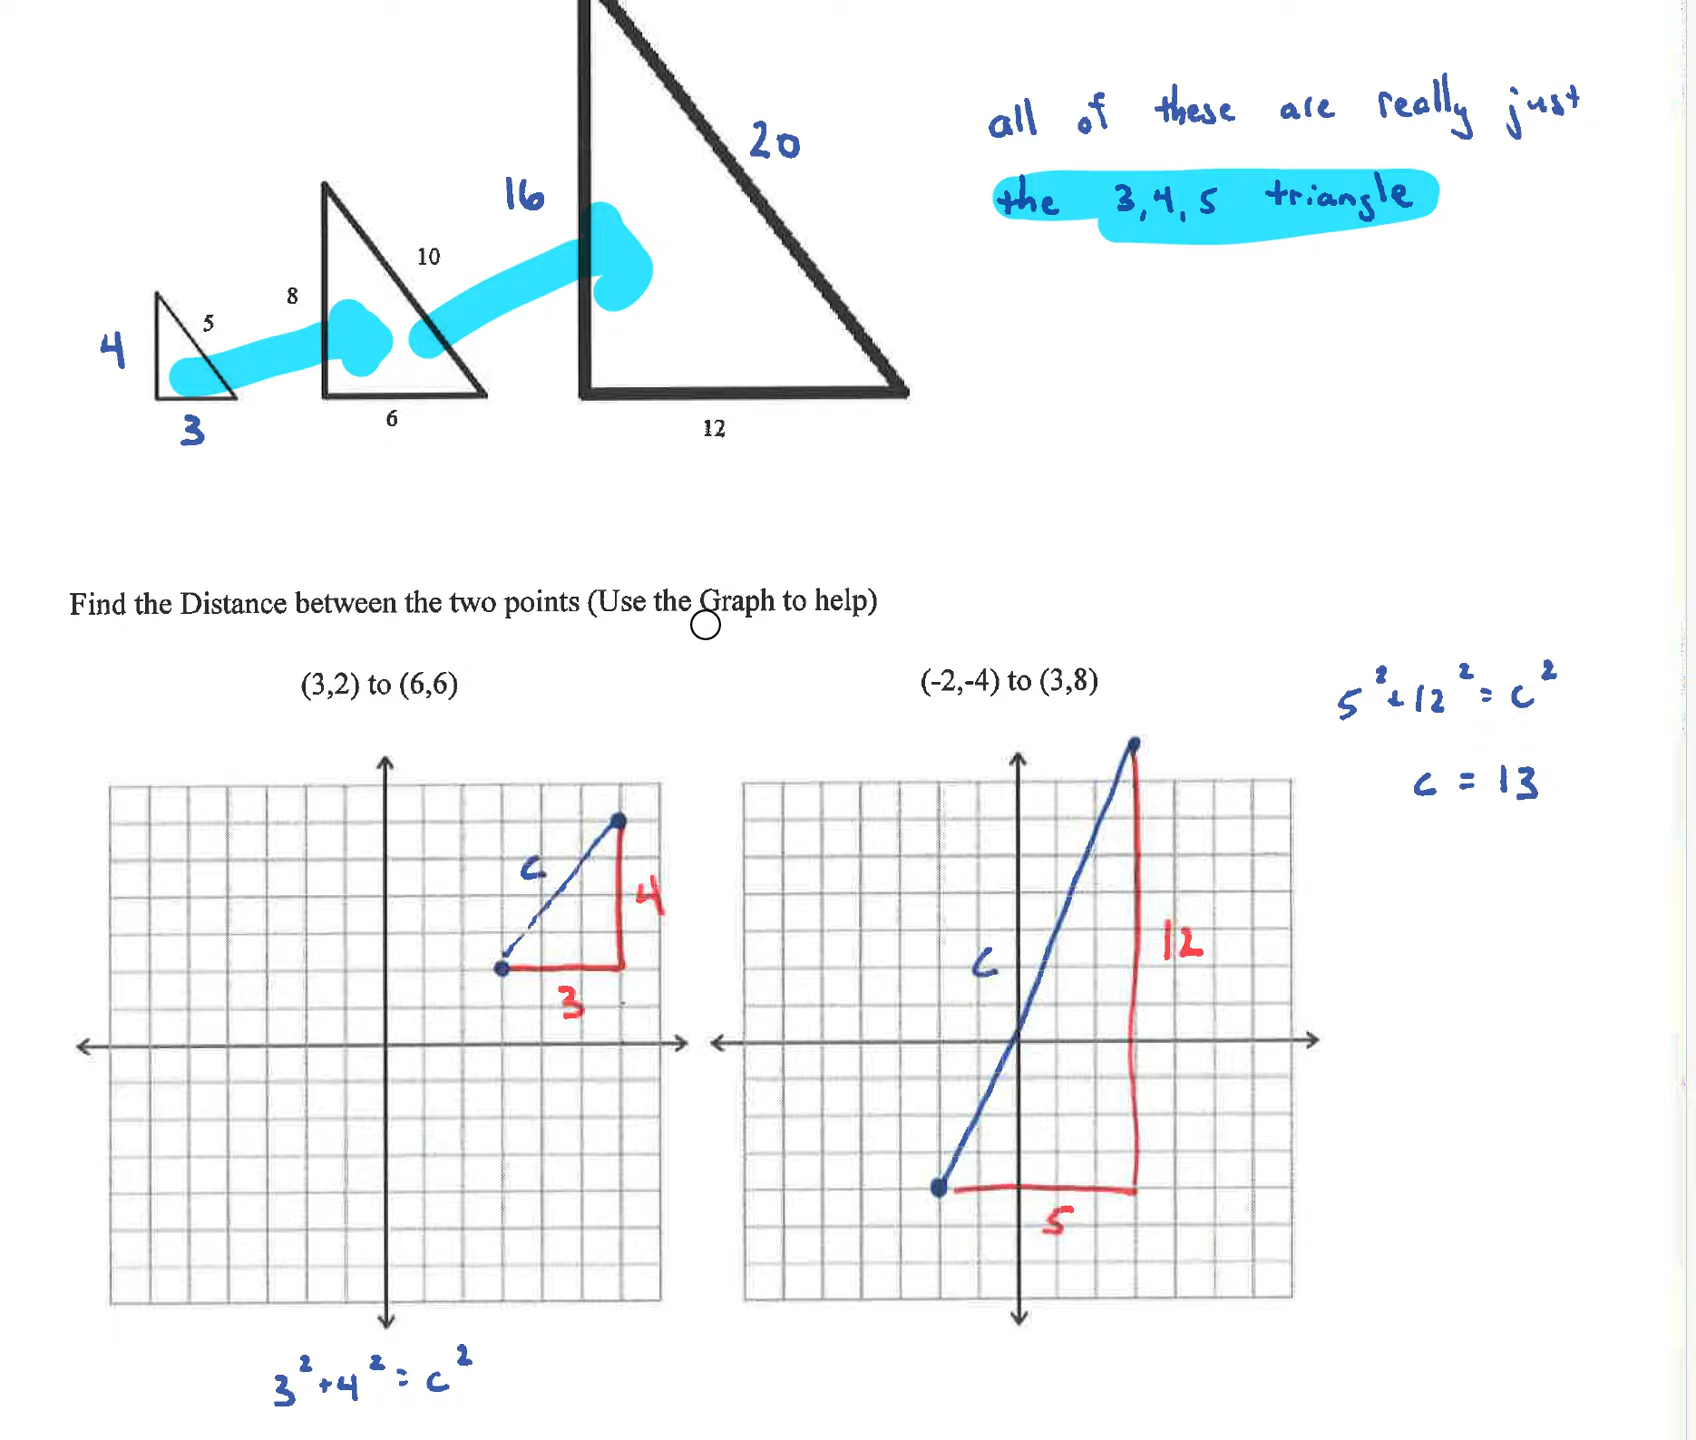 all of these are really just
20
the 3,4,5 triangle
16
10
8
5
4
3
6
12
Find the Distance between the two points (Use the Graph to help)
(3,2) to (6,6)
(-2,-4) to (3,8)
5² + 12² = c²
c = 13
c
4
3
c
12
5
3² + 4² = c²